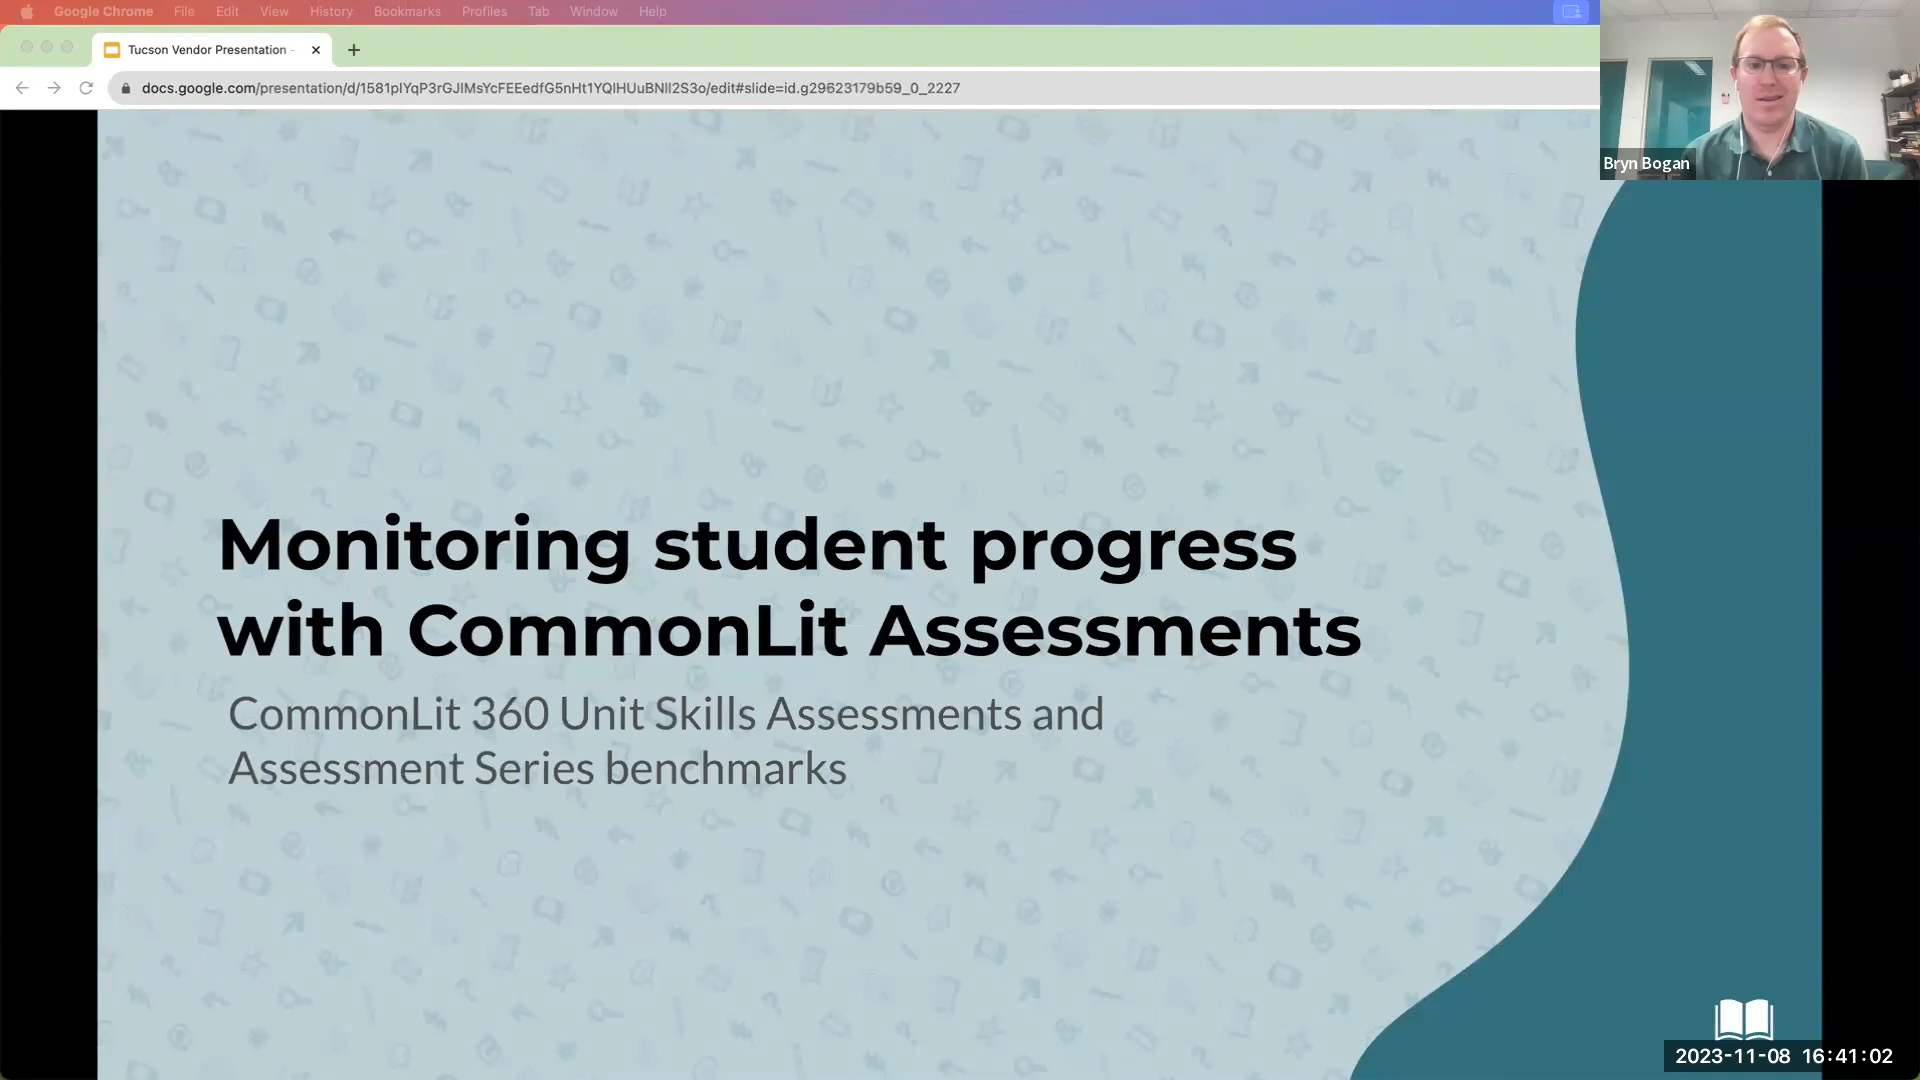 Google Chrome File Edit View History Bookmarks Profiles Tab Window Help
Tucson Vendor Presentation -
docs.google.com/presentation/d/1581pIYqP3rGJIMsYcFEEedfG5nHt1YQlHUuBNll2S3o/edit#slide=id.g29623179b59_0_2227
Bryn Bogan
Monitoring student progress
with CommonLit Assessments
CommonLit 360 Unit Skills Assessments and
Assessment Series benchmarks
2023-11-08 16:41:02